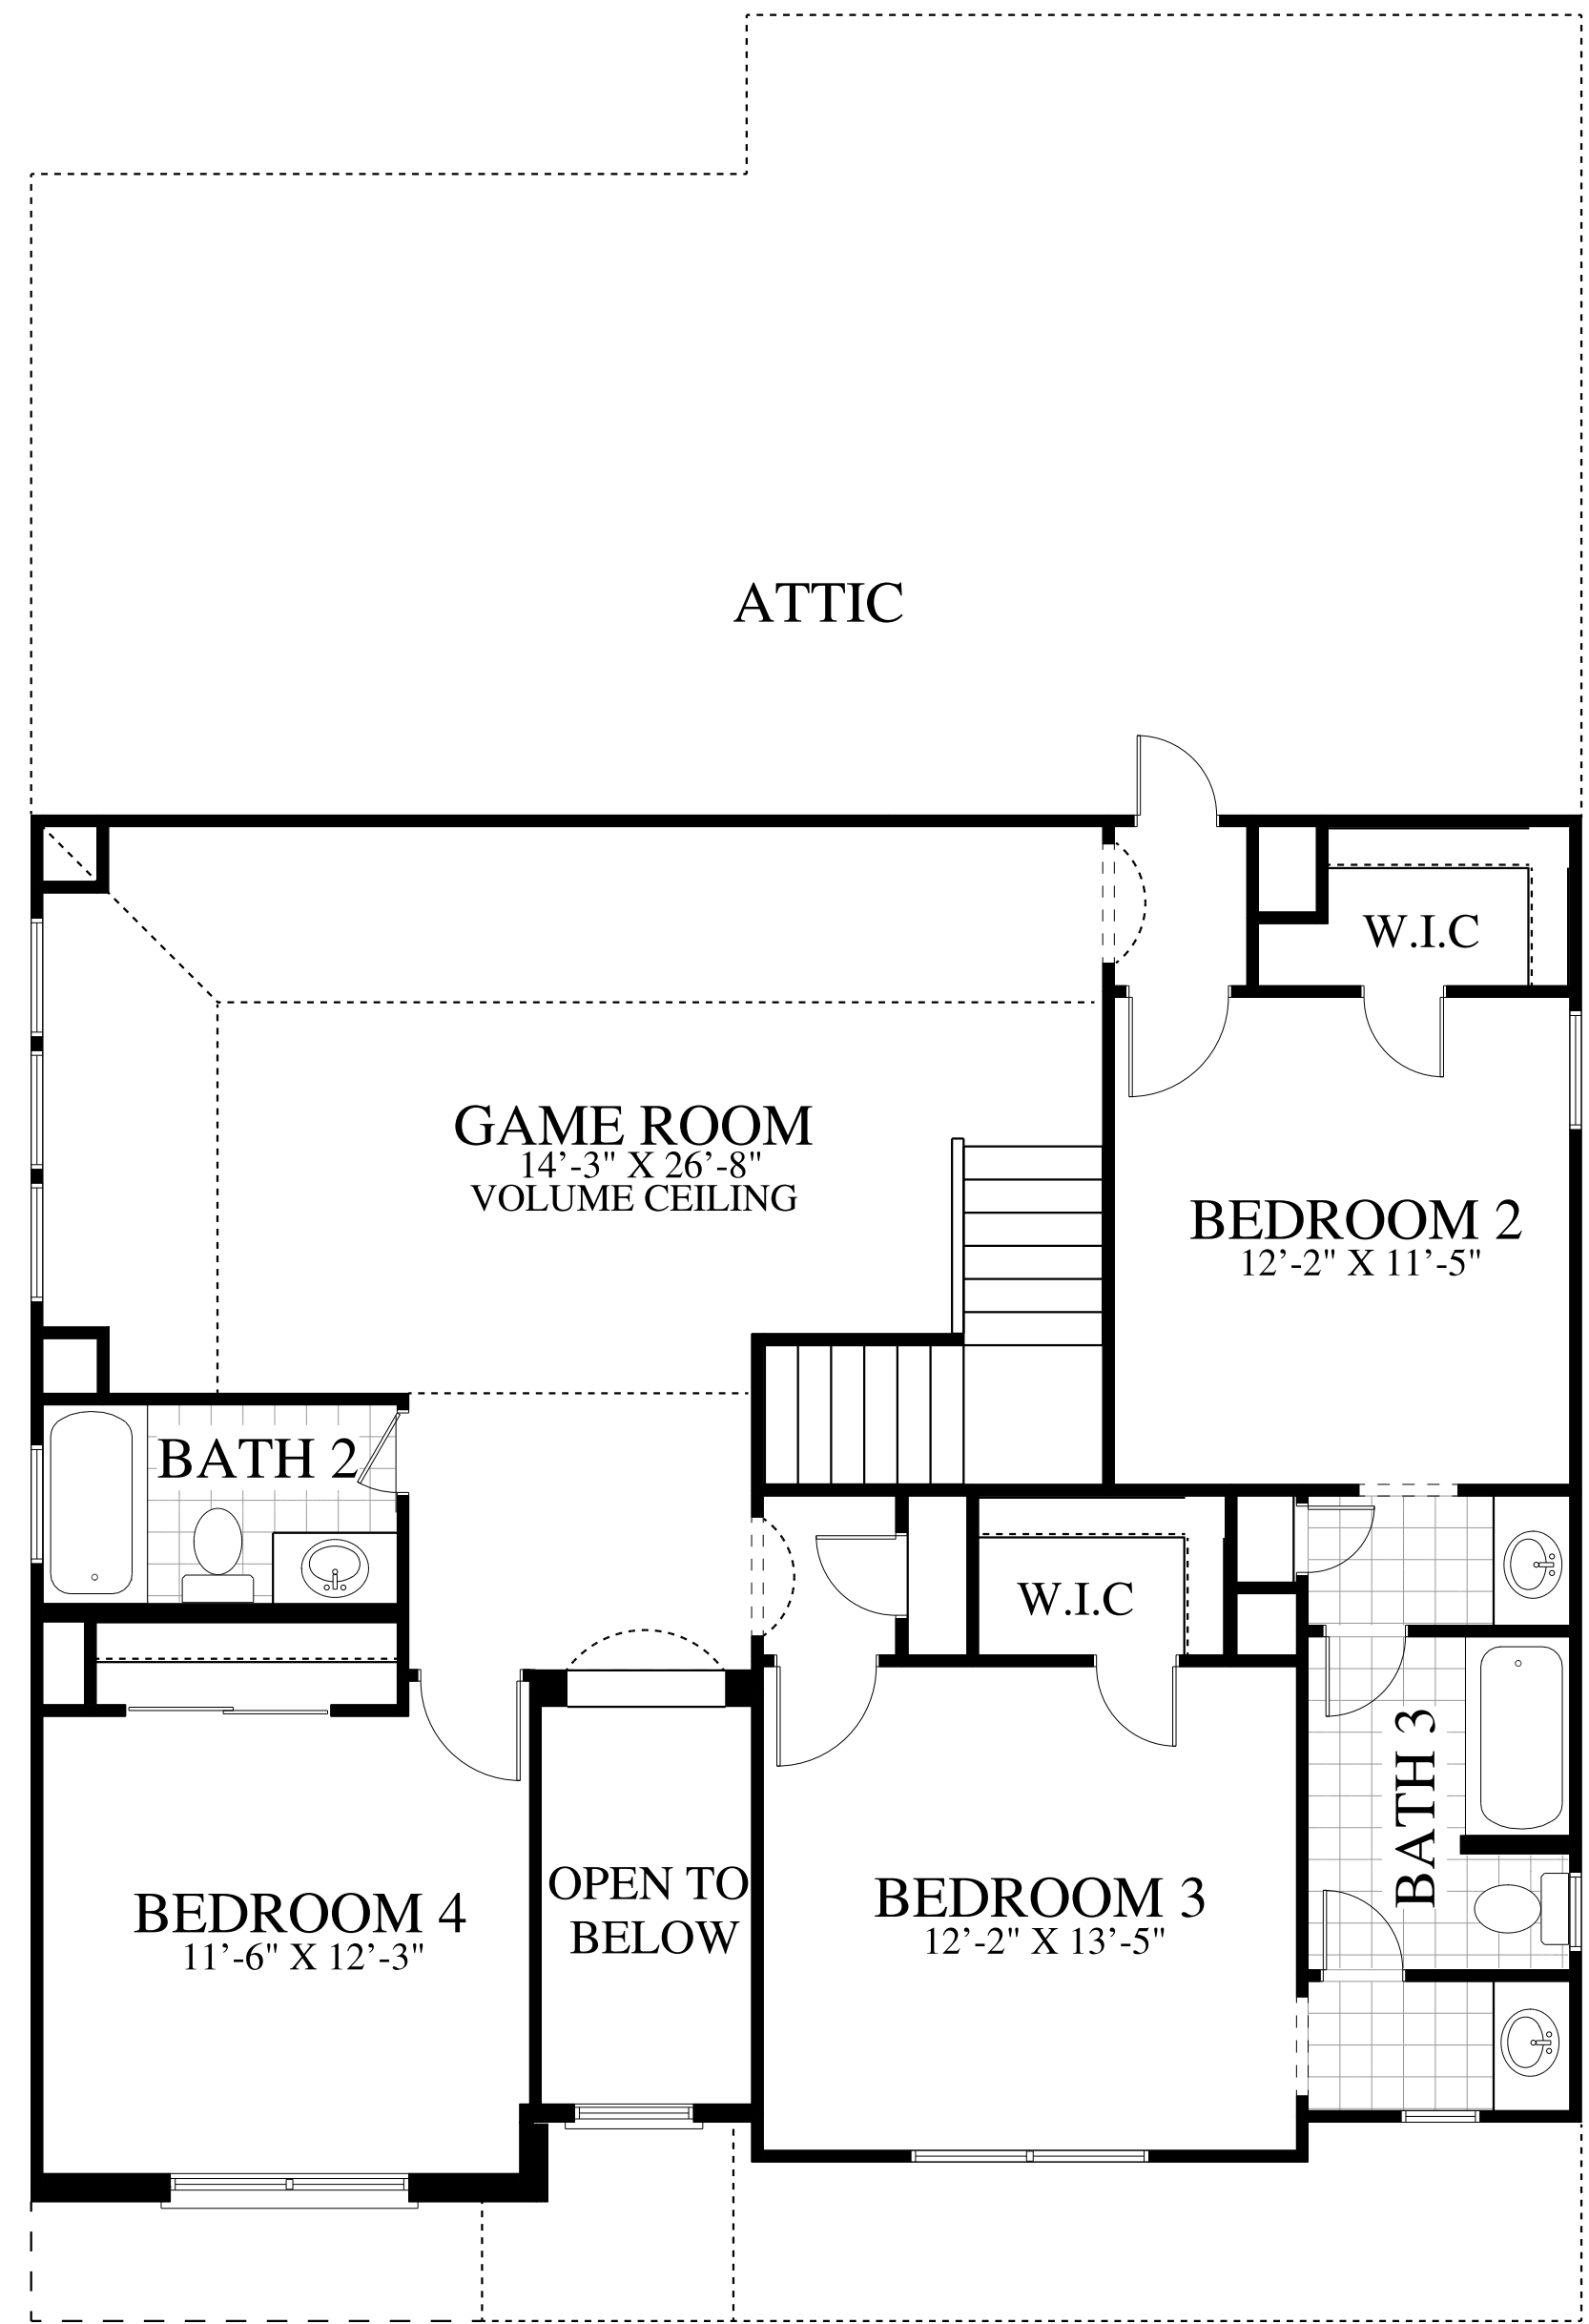 ATTIC
W.I.C
GAME ROOM
14'-3" X 26'-8"
VOLUME CEILING
BEDROOM 2
12'-2" X 11'-5"
BATH 2
W.I.C
BATH 3
OPEN TO
BELOW
BEDROOM 3
12'-2" X 13'-5"
BEDROOM 4
11'-6" X 12'-3"